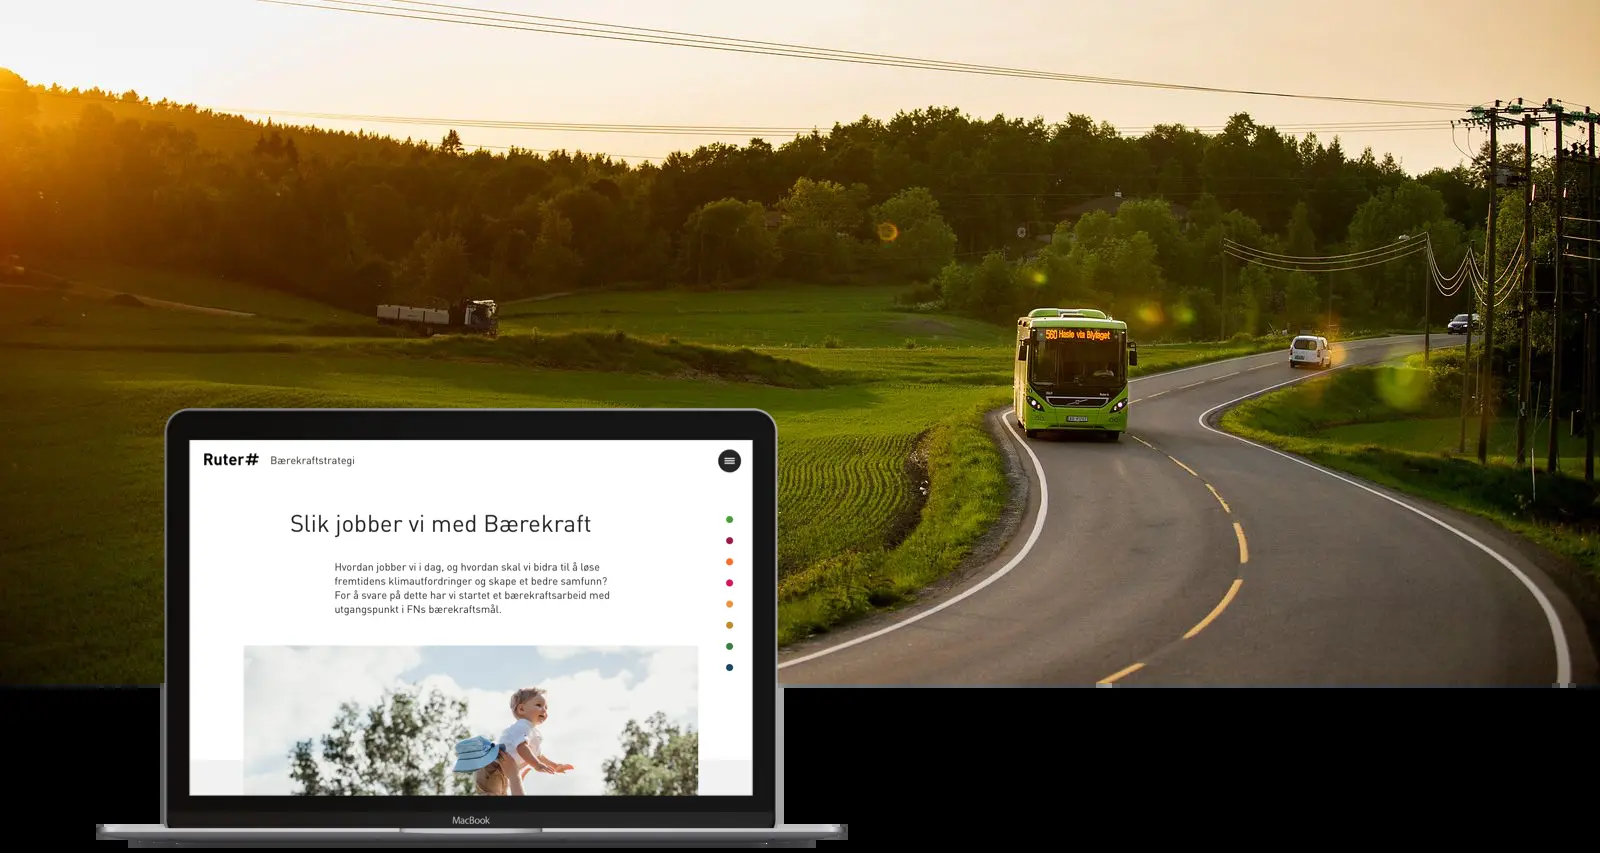 560 Hasle via Blylaget
Ruter# Bærekraftstrategi
Slik jobber vi med Bærekraft
Hvordan jobber vi i dag, og hvordan skal vi bidra til å løse
fremtidens klimautfordringer og skape et bedre samfunn?
For å svare på dette har vi startet et bærekraftsarbeid med
utgangspunkt i FNs bærekraftsmål.
MacBook